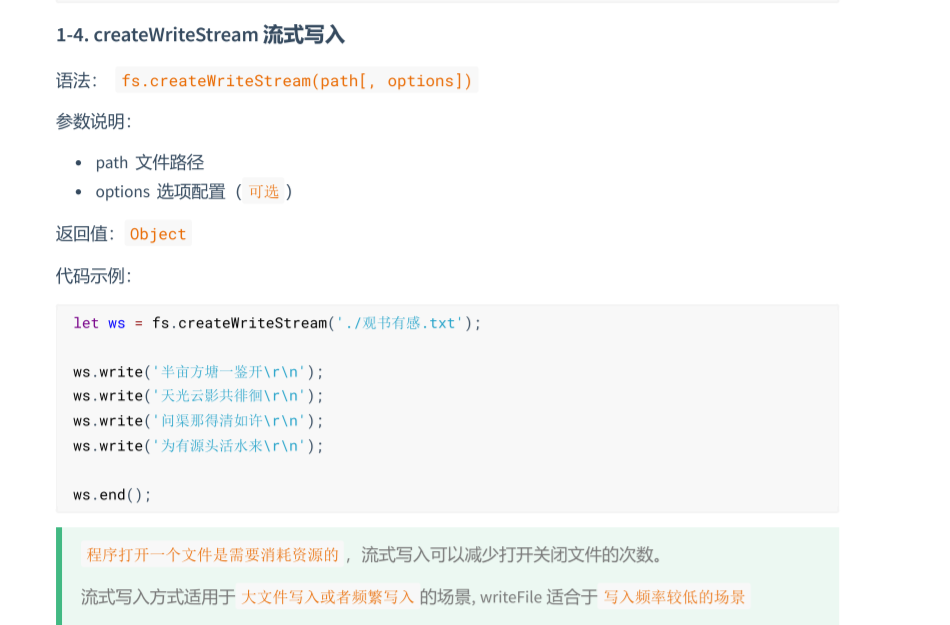 1-4. createWriteStream 流式写入
语法： fs.createWriteStream(path[, options])
参数说明：
• path 文件路径
• options 选项配置（ 可选 ）
返回值： Object
代码示例：
let ws = fs.createWriteStream('./观书有感.txt');
ws.write('半亩方塘一鉴开\r\n');
ws.write('天光云影共徘徊\r\n');
ws.write('问渠那得清如许\r\n');
ws.write('为有源头活水来\r\n');
ws.end();
程序打开一个文件是需要消耗资源的 ，流式写入可以减少打开关闭文件的次数。
流式写入方式适用于 大文件写入或者频繁写入 的场景, writeFile 适合于 写入频率较低的场景